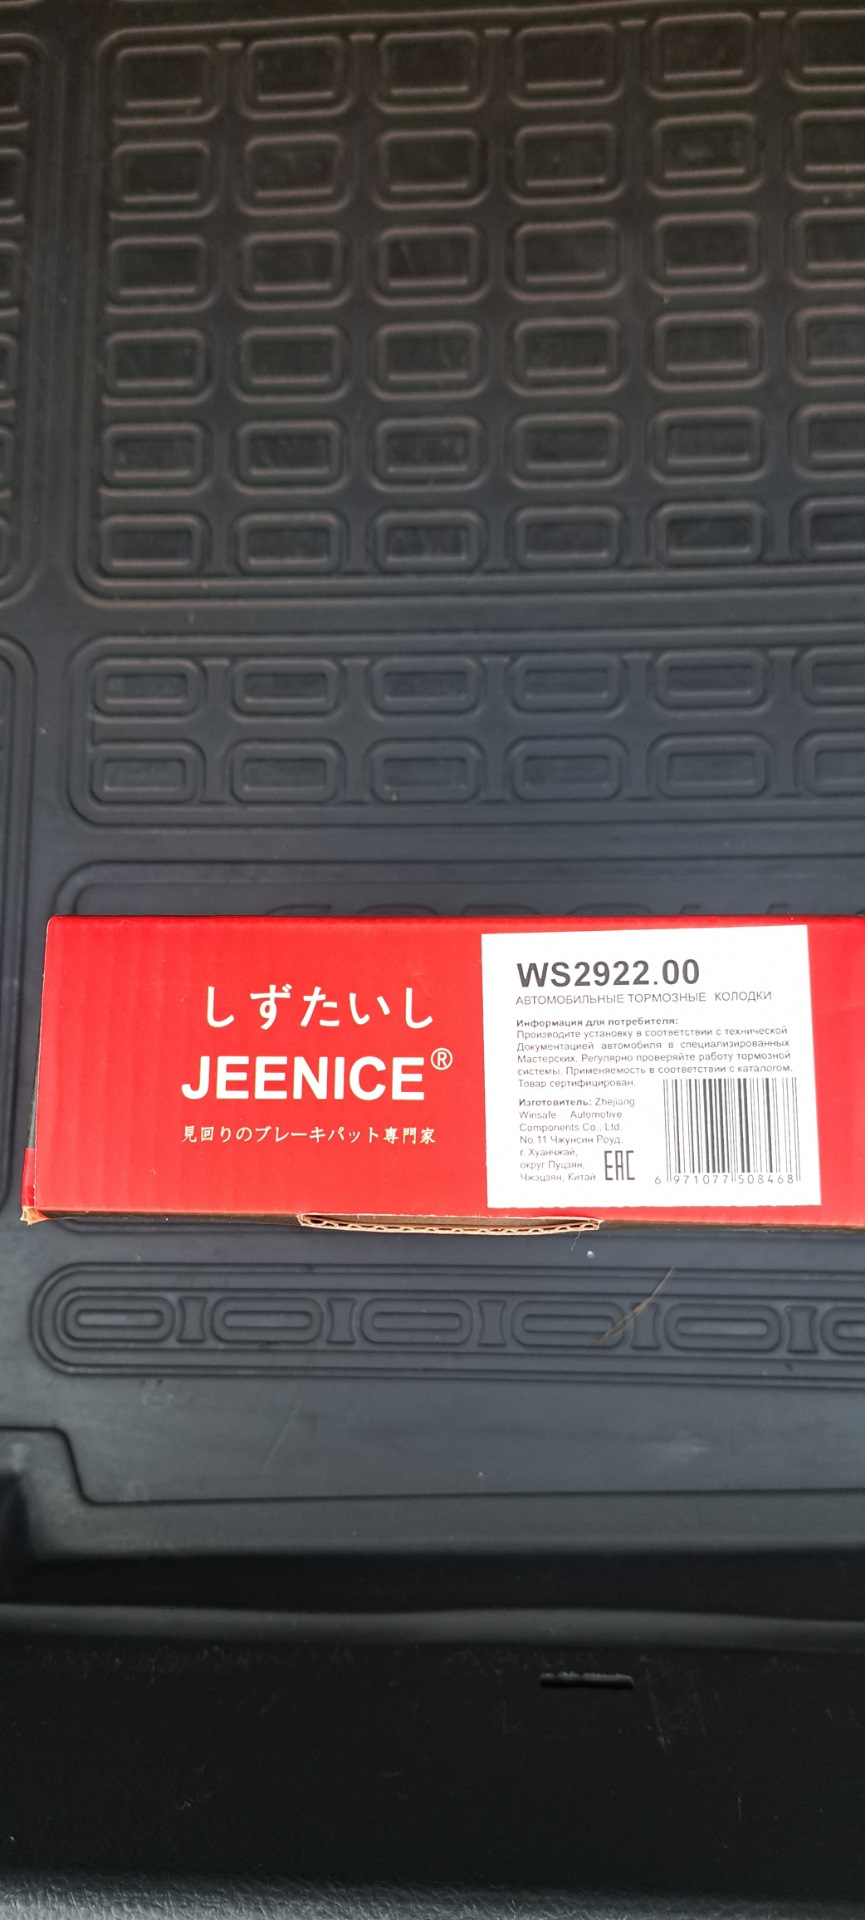 しずたいし
JEENICE®
見回りのブレーキパット専門家
WS2922.00
АВТОМОБИЛЬНЫЕ ТОРМОЗНЫЕ КОЛОДКИ
Информация для потребителя:
Производите установку в соответствии с технической
Документацией автомобиля в специализированных
Мастерских. Регулярно проверяйте работу тормозной
системы. Применяемость в соответствии с каталогом.
Товар сертифицирован.
Изготовитель: Zhejiang
Winsafe Automotive
Components Co., Ltd.
No.11 Чжунсин Роуд.
г. Хуанчжай,
округ Пуцзян,
Чжэцзян, Китай
EAC
6 971077 508468